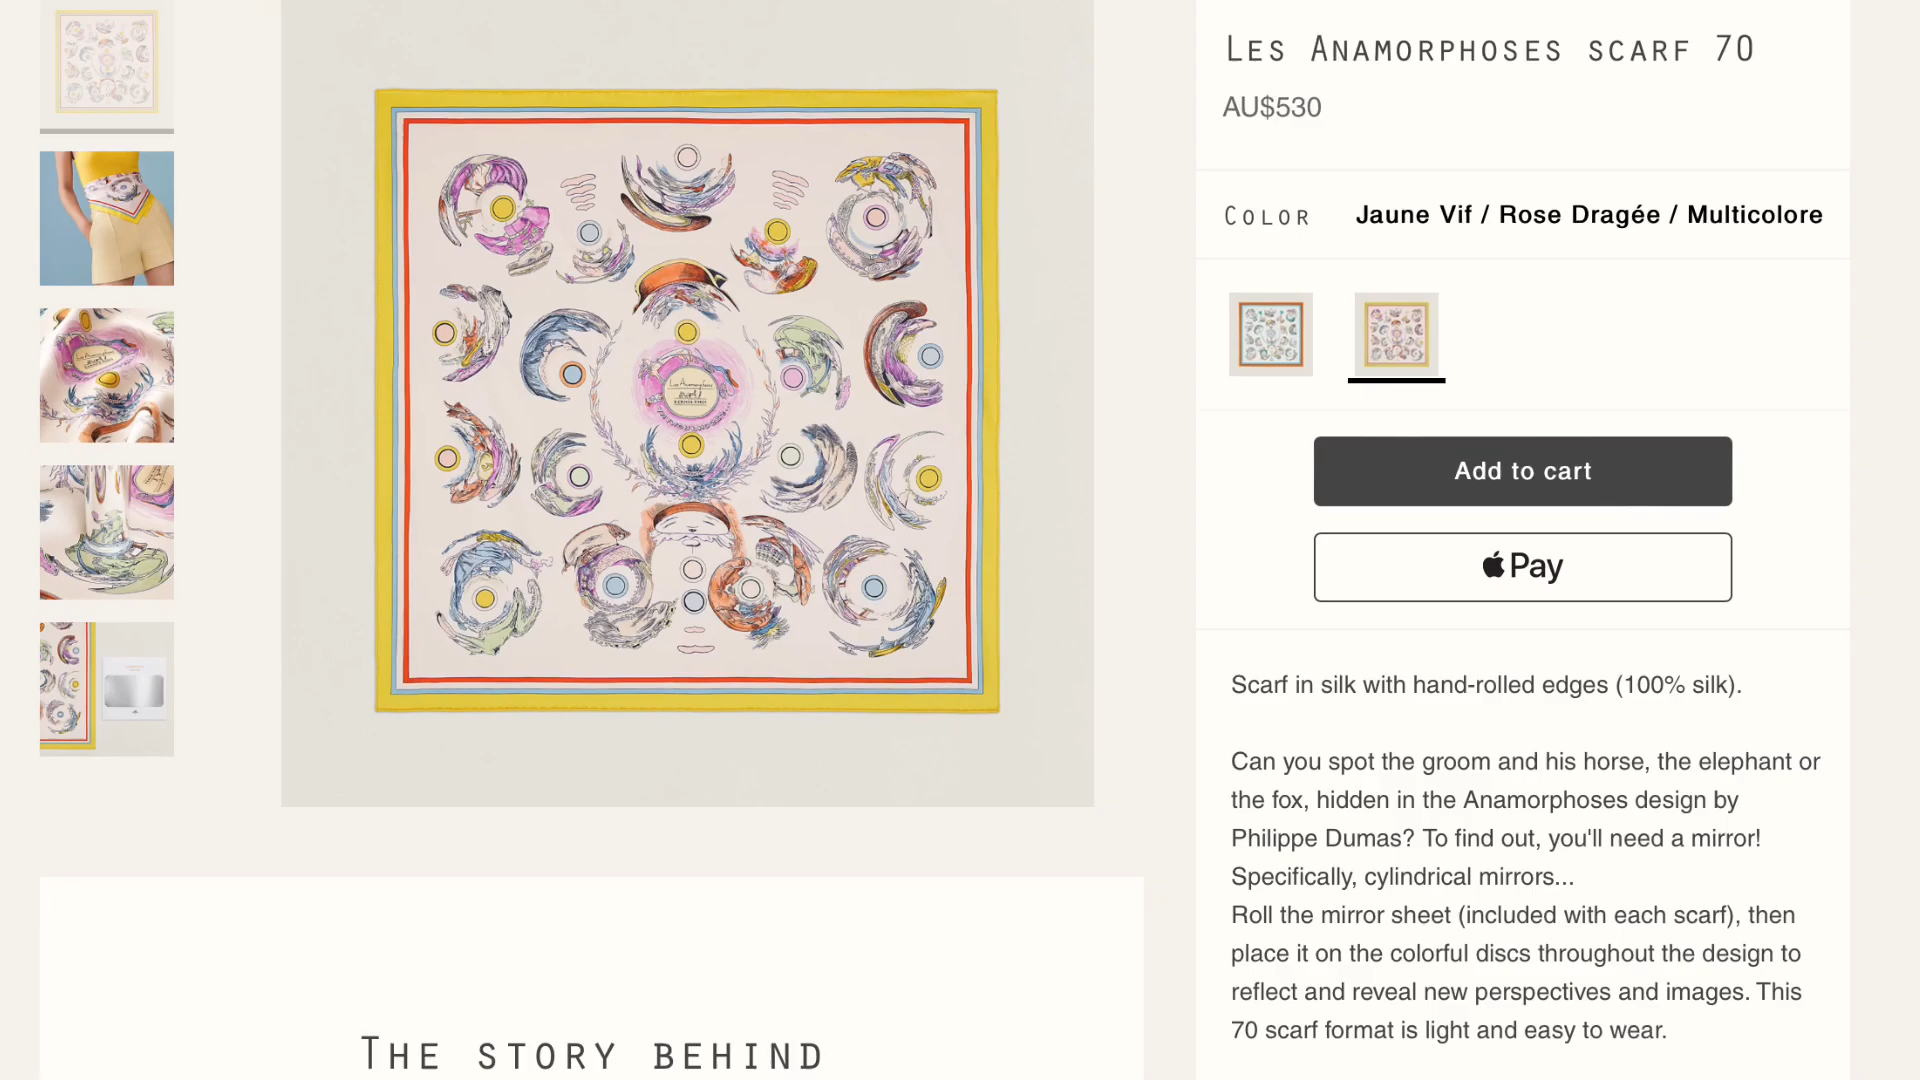 Les Anamorphoses scarf 70
AU$530
Color
Jaune Vif / Rose Dragée / Multicolore
Add to cart
Pay
Scarf in silk with hand-rolled edges (100% silk).
Can you spot the groom and his horse, the elephant or
the fox, hidden in the Anamorphoses design by
Philippe Dumas? To find out, you'll need a mirror!
Specifically, cylindrical mirrors...
Roll the mirror sheet (included with each scarf), then
place it on the colorful discs throughout the design to
reflect and reveal new perspectives and images. This
70 scarf format is light and easy to wear.
The story behind